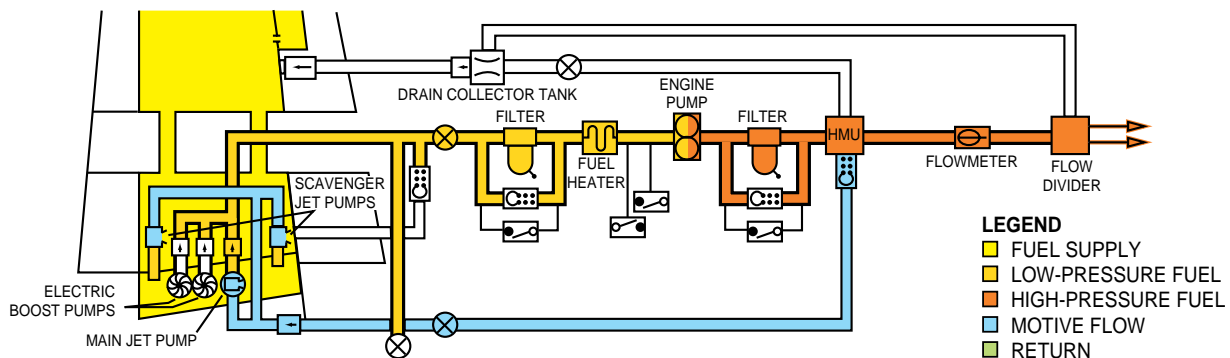 DRAIN COLLECTOR TANK
ENGINE
PUMP
FILTER
FILTER
HMU
FUEL
HEATER
FLOWMETER
FLOW
DIVIDER
SCAVENGER
JET PUMPS
ELECTRIC
BOOST PUMPS
MAIN JET PUMP
LEGEND
FUEL SUPPLY
LOW-PRESSURE FUEL
HIGH-PRESSURE FUEL
MOTIVE FLOW
RETURN